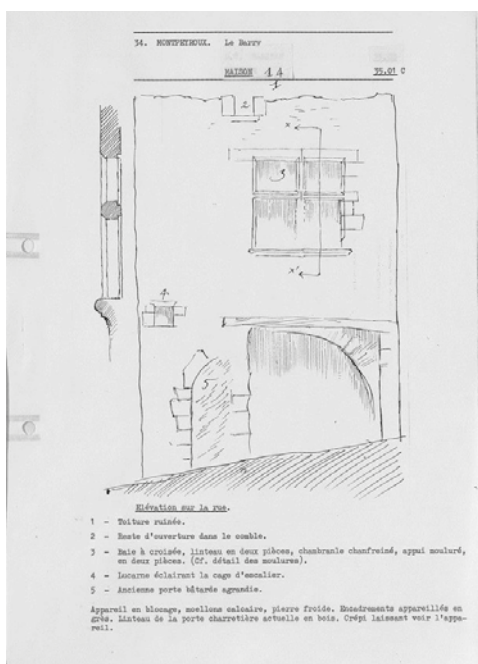 34. MONTPEYROUX. Le Barry
MAISON 14
35.01 C
1
2
x
3
x'
4
5
Elévation sur la rue.
1 - Toiture ruinée.
2 - Reste d'ouverture dans le comble.
3 - Baie à croisée, linteau en deux pièces, chambranle chanfreiné, appui mouluré,
en deux pièces. (Cf. détail des moulures).
4 - Lucarne éclairant la cage d'escalier.
5 - Ancienne porte bâtarde agrandie.
Appareil en blocage, moellons calcaire, pierre froide. Encadrements appareillés en
grès. Linteau de la porte charretière actuelle en bois. Crépi laissant voir l'appa-
reil.